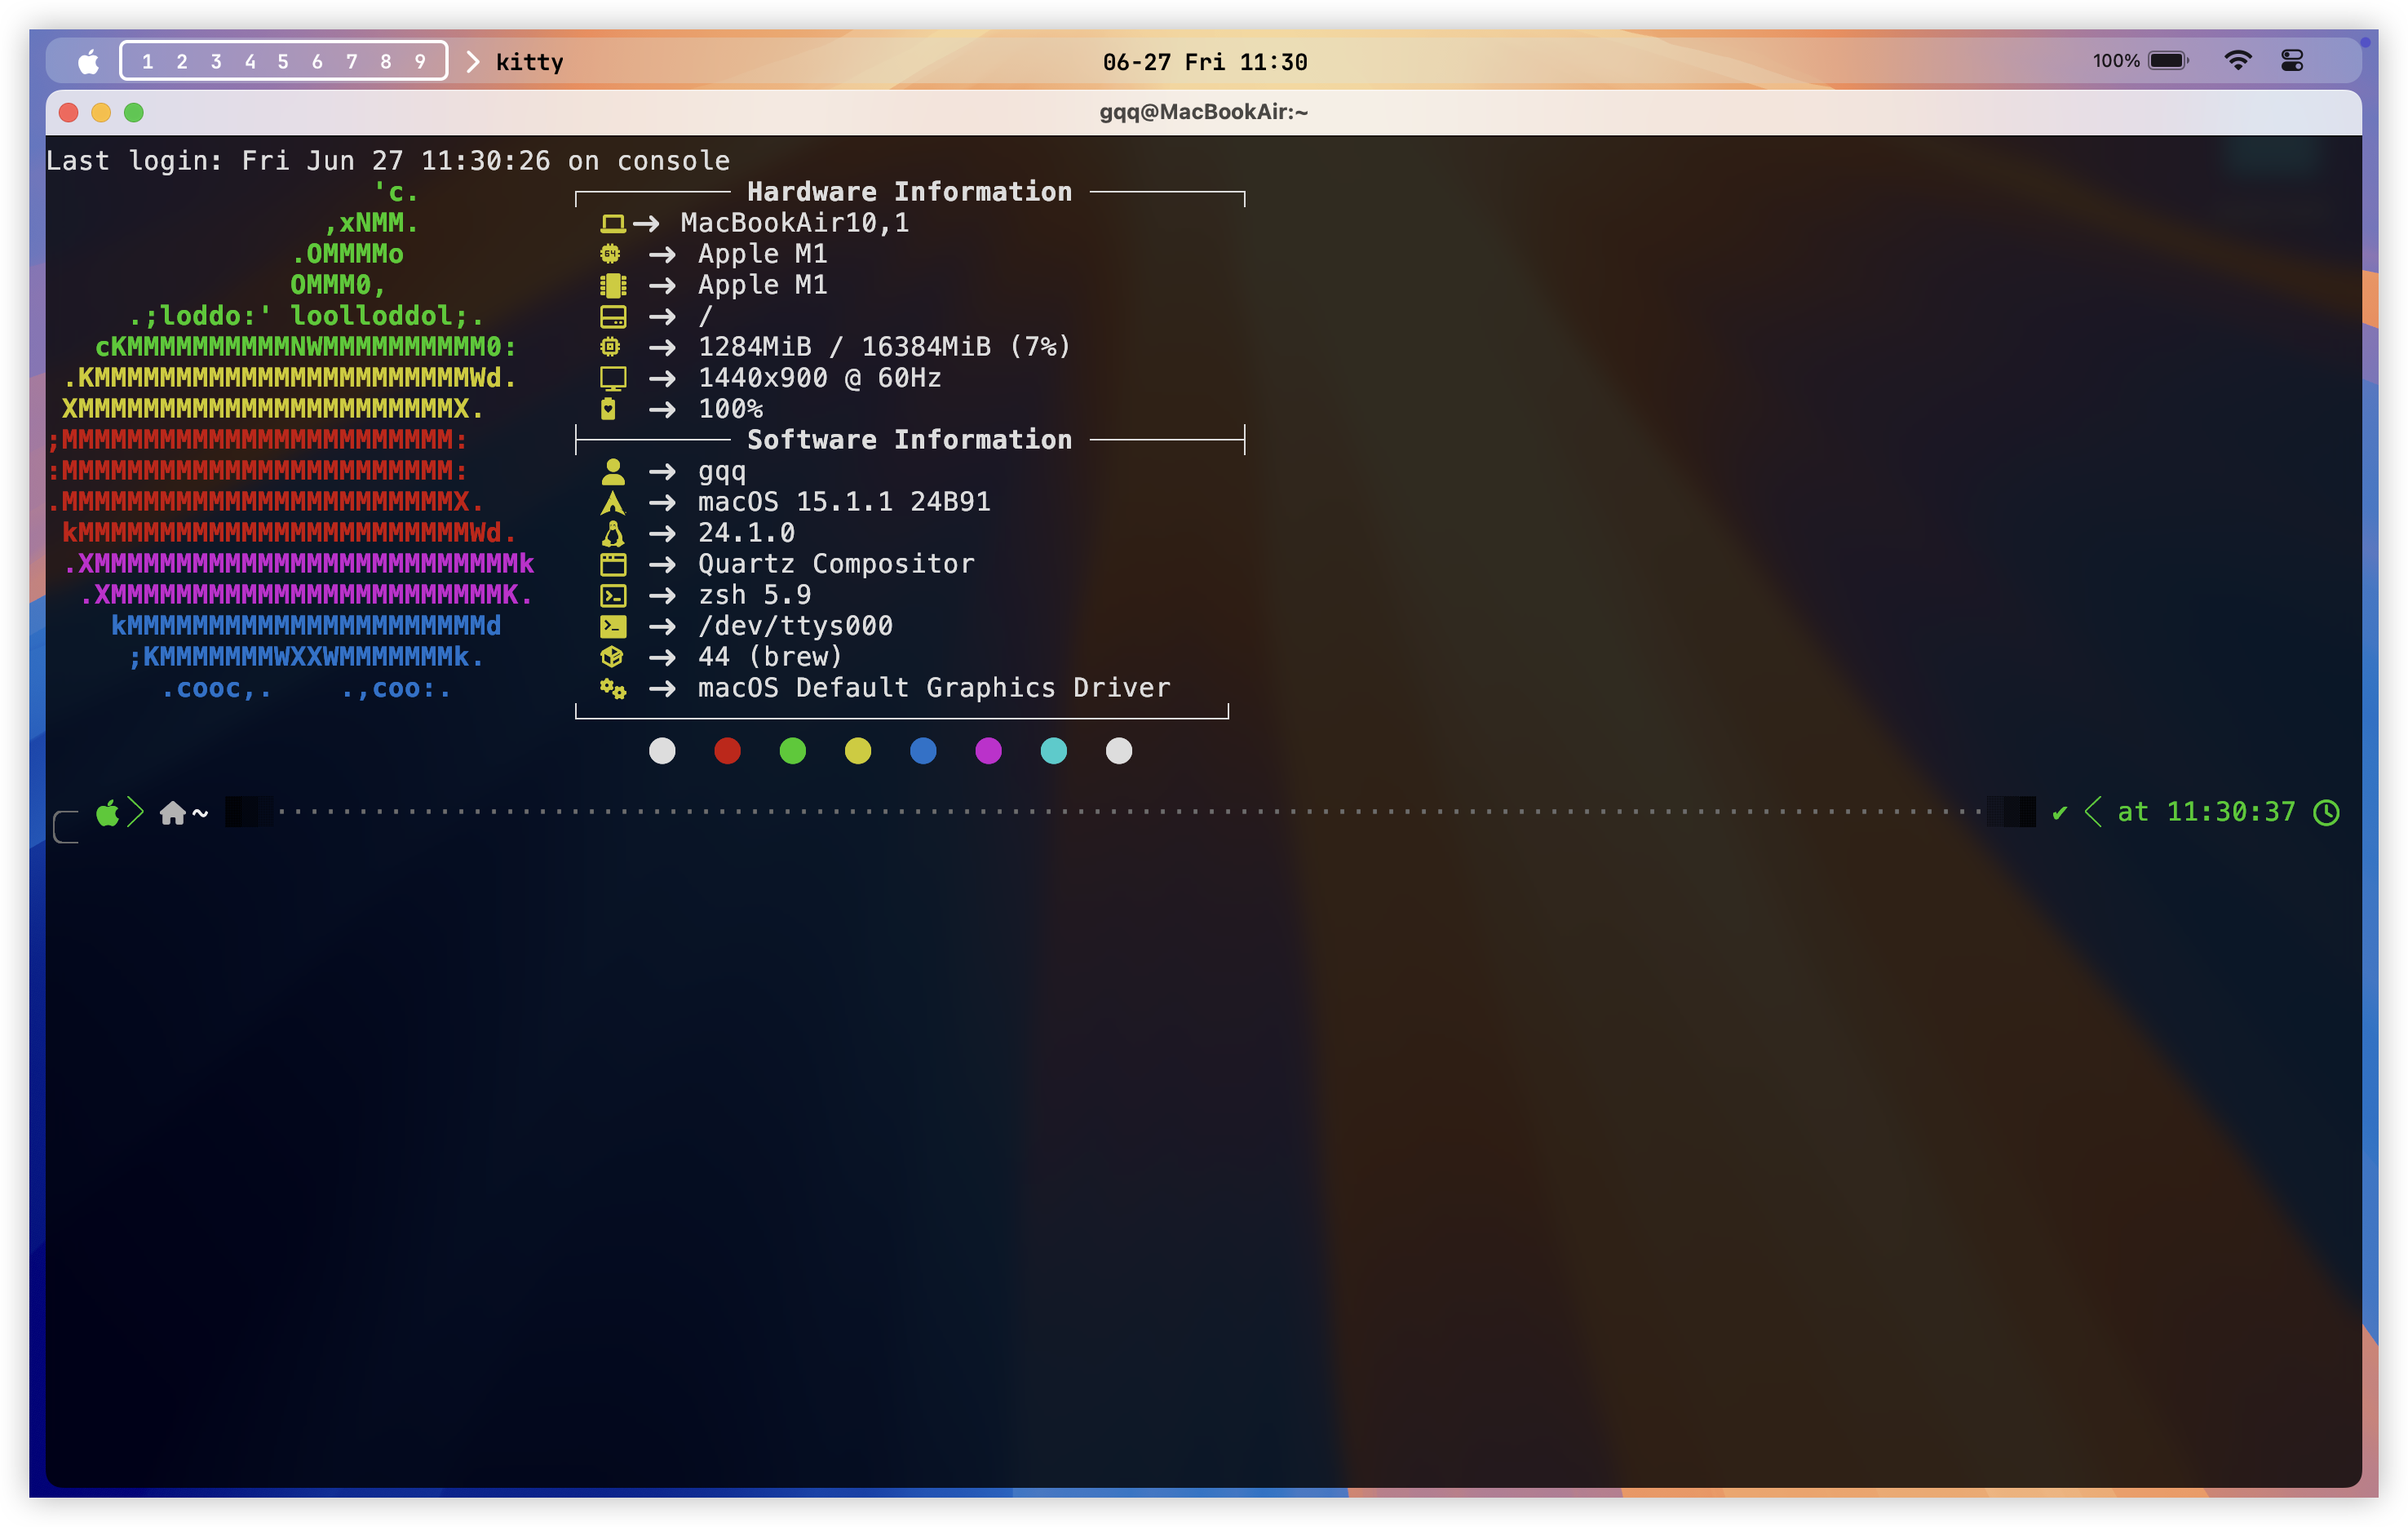 1 2 3 4 5 6 7 8 9 kitty 06-27 Fri 11:30 100%
gqq@MacBookAir:~
Last login: Fri Jun 27 11:30:26 on console
'c.
,xNMM.
.OMMMMo
OMMM0,
.;loddo:' loolloddol;.
cKMMMMMMMMMMNWMMMMMMMMMM0:
.KMMMMMMMMMMMMMMMMMMMMMMMWd.
XMMMMMMMMMMMMMMMMMMMMMMMX.
;MMMMMMMMMMMMMMMMMMMMMMMM:
:MMMMMMMMMMMMMMMMMMMMMMMM:
.MMMMMMMMMMMMMMMMMMMMMMMMX.
kMMMMMMMMMMMMMMMMMMMMMMMMWd.
.XMMMMMMMMMMMMMMMMMMMMMMMMMMk
.XMMMMMMMMMMMMMMMMMMMMMMMMK.
kMMMMMMMMMMMMMMMMMMMMMMd
;KMMMMMMMWXXWMMMMMMMk.
.cooc,. .,coo:.
Hardware Information
MacBookAir10,1
64 → Apple M1
→ Apple M1
→ /
→ 1284MiB / 16384MiB (7%)
→ 1440x900 @ 60Hz
→ 100%
Software Information
→ gqq
→ macOS 15.1.1 24B91
→ 24.1.0
→ Quartz Compositor
→ zsh 5.9
→ /dev/ttys000
→ 44 (brew)
→ macOS Default Graphics Driver
~ ✔ at 11:30:37